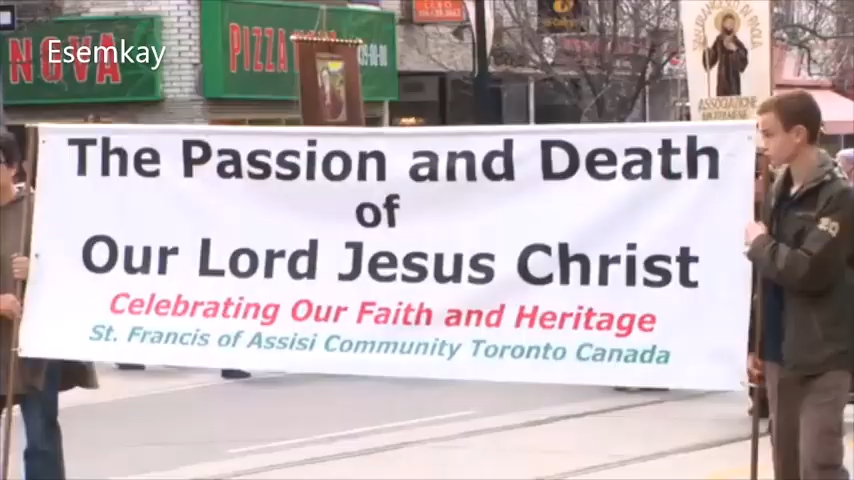 Esemkay
NOVA
PIZZA
The Passion and Death
of
Our Lord Jesus Christ
Celebrating Our Faith and Heritage
St. Francis of Assisi Community Toronto Canada